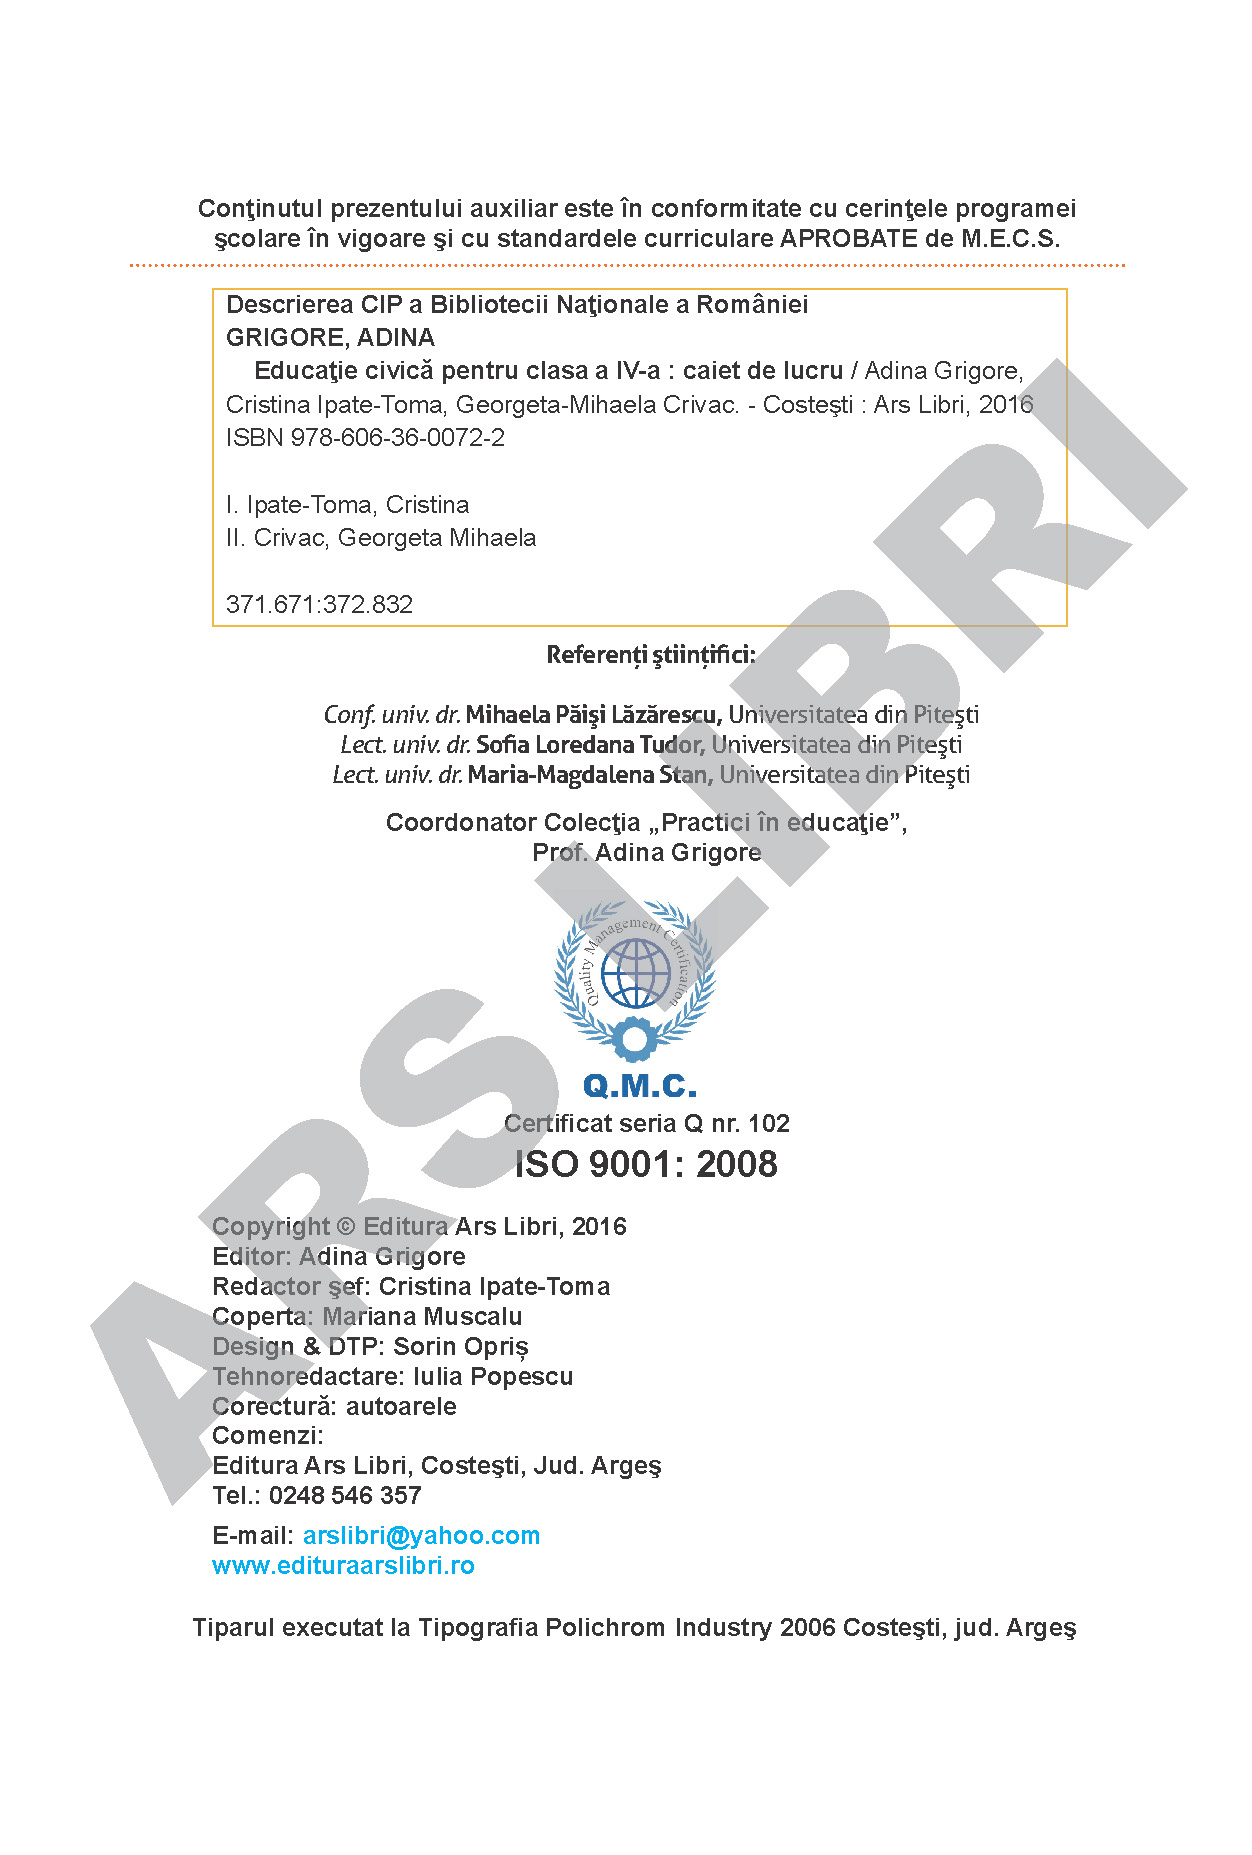 Conţinutul prezentului auxiliar este în conformitate cu cerinţele programei
şcolare în vigoare şi cu standardele curriculare APROBATE de M.E.C.S.
Descrierea CIP a Bibliotecii Naţionale a României
GRIGORE, ADINA
Educaţie civică pentru clasa a IV-a : caiet de lucru / Adina Grigore,
Cristina Ipate-Toma, Georgeta-Mihaela Crivac. - Costeşti : Ars Libri, 2016
ISBN 978-606-36-0072-2
I. Ipate-Toma, Cristina
II. Crivac, Georgeta Mihaela
371.671:372.832
Referenţi ştiinţifici:
Conf. univ. dr. Mihaela Păişi Lăzărescu, Universitatea din Piteşti
Lect. univ. dr. Sofia Loredana Tudor, Universitatea din Piteşti
Lect. univ. dr. Maria-Magdalena Stan, Universitatea din Piteşti
Coordonator Colecţia „Practici în educaţie”,
Prof. Adina Grigore
Quality Management Certification
Q.M.C.
Certificat seria Q nr. 102
ISO 9001: 2008
Copyright © Editura Ars Libri, 2016
Editor: Adina Grigore
Redactor şef: Cristina Ipate-Toma
Coperta: Mariana Muscalu
Design & DTP: Sorin Opriș
Tehnoredactare: Iulia Popescu
Corectură: autoarele
Comenzi:
Editura Ars Libri, Costeşti, Jud. Argeş
Tel.: 0248 546 357
E-mail: arslibri@yahoo.com
www.edituraarslibri.ro
Tiparul executat la Tipografia Polichrom Industry 2006 Costeşti, jud. Argeş
ARS LIBRI